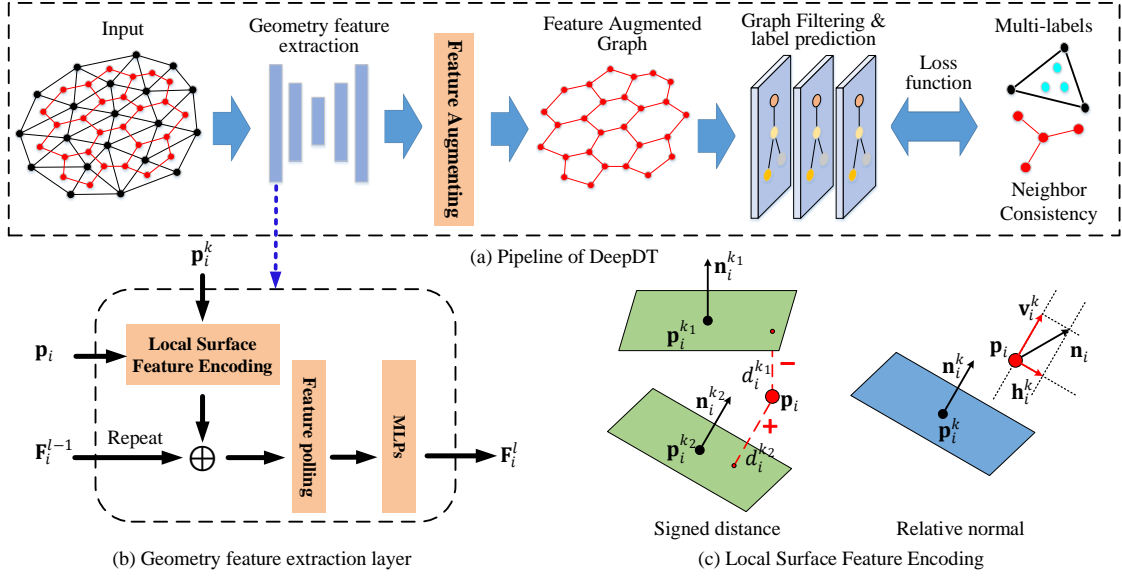 Input
Geometry feature
extraction
Feature Augmenting
Feature Augmented
Graph
Graph Filtering &
label prediction
Loss
function
Multi-labels
Neighbor
Consistency
(a) Pipeline of DeepDT
p_i^k
p_i
Local Surface
Feature Encoding
F_i^{l-1}
Repeat
⊕
Feature polling
MLPs
F_i^l
(b) Geometry feature extraction layer
n_i^{k_1}
p_i^{k_1}
d_i^{k_1}
−
p_i
n_i^{k_2}
+
p_i^{k_2}
d_i^{k_2}
Signed distance
v_i^k
p_i
n_i
n_i^k
h_i^k
p_i^k
Relative normal
(c) Local Surface Feature Encoding